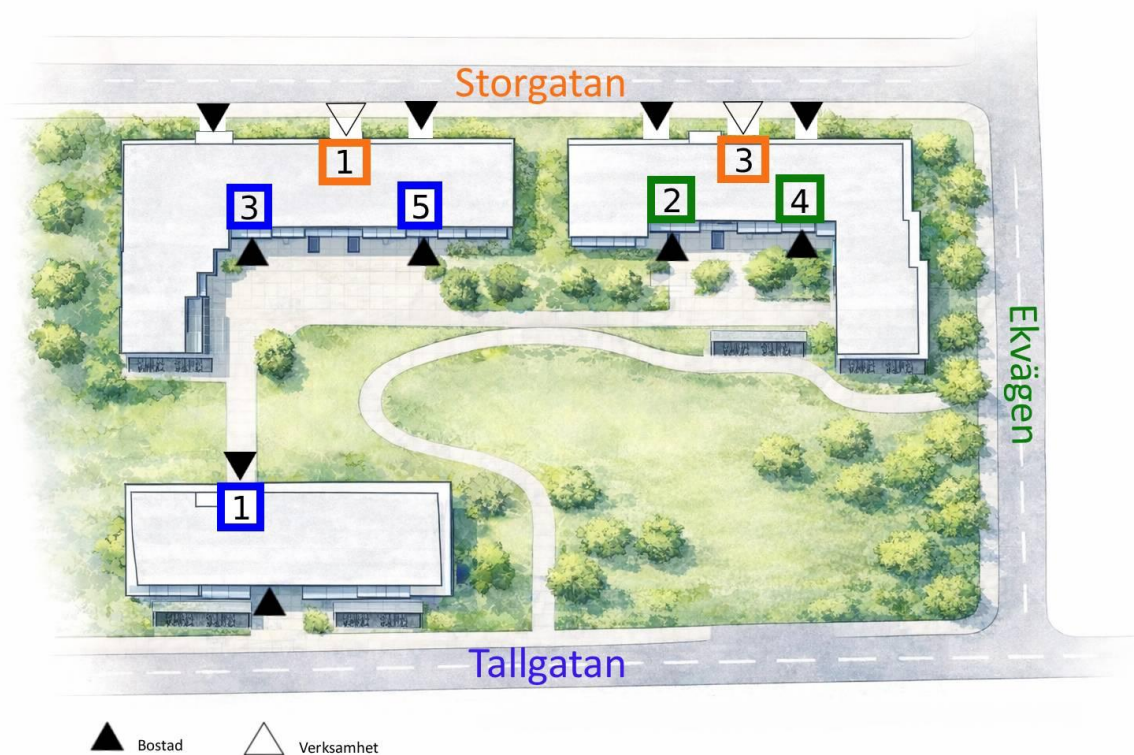 Storgatan
1
3
3
5
2
4
Ekvägen
1
Tallgatan
Bostad
Verksamhet